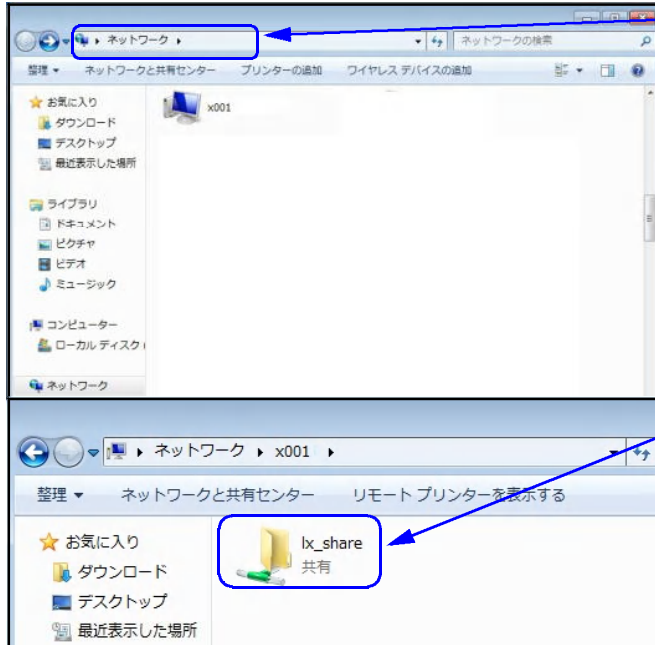 ネットワーク
ネットワークの検索
整理 ネットワークと共有センター プリンターの追加 ワイヤレス デバイスの追加
お気に入り
ダウンロード
デスクトップ
最近表示した場所
ライブラリ
ドキュメント
ピクチャ
ビデオ
ミュージック
コンピューター
ローカル ディスク (
ネットワーク
x001
ネットワーク x001
整理 ネットワークと共有センター リモート プリンターを表示する
お気に入り
ダウンロード
デスクトップ
最近表示した場所
lx_share
共有